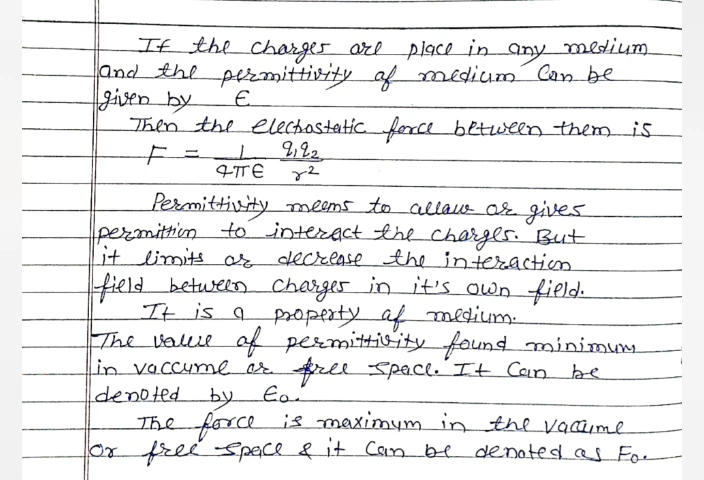 If the charges are place in any medium
and the permittivity of medium can be
given by ϵ
Then the electrostatic force between them is
F = 1/4πϵ q₁q₂/r²
Permittivity meems to allow or gives
permittion to interact the charges. But
it limits or decrease the interaction
field between charges in it's own field.
It is a property of medium.
The value of permittivity found minimum
in vaccume or free space. It can be
denoted by ϵ₀.
The force is maximum in the vaccume
or free space & it can be denoted as F₀.